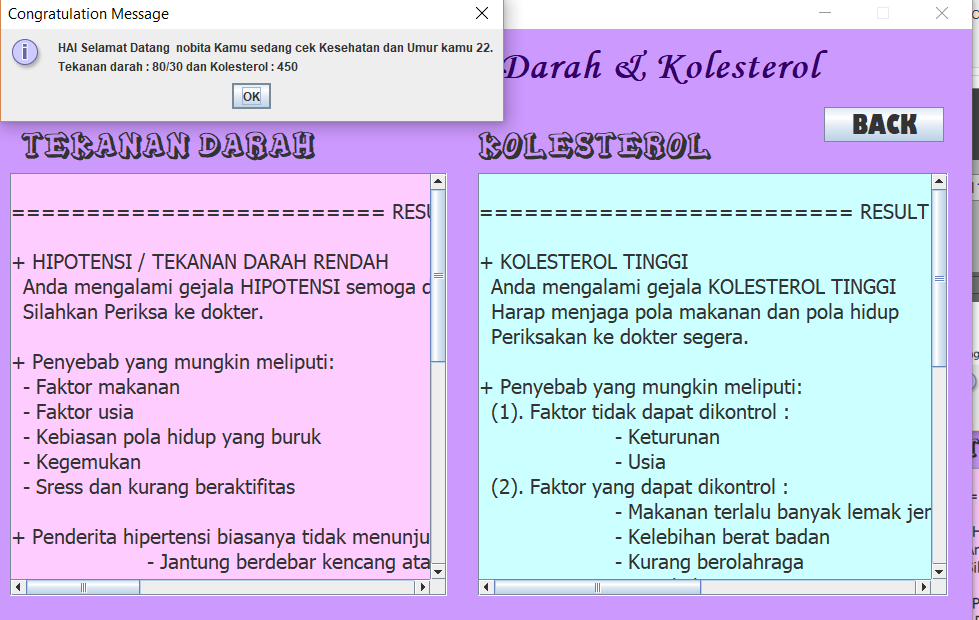 Congratulation Message
HAI Selamat Datang  nobita Kamu sedang cek Kesehatan dan Umur kamu 22.
Tekanan darah : 80/30 dan Kolesterol : 450
OK
Darah & Kolesterol
BACK
TEKANAN DARAH
========================= RESU
+ HIPOTENSI / TEKANAN DARAH RENDAH
Anda mengalami gejala HIPOTENSI semoga
Silahkan Periksa ke dokter.
+ Penyebab yang mungkin meliputi:
- Faktor makanan
- Faktor usia
- Kebiasan pola hidup yang buruk
- Kegemukan
- Sress dan kurang beraktifitas
+ Penderita hipertensi biasanya tidak menunju
- Jantung berdebar kencang ata
KOLESTEROL
========================= RESULT
+ KOLESTEROL TINGGI
Anda mengalami gejala KOLESTEROL TINGGI
Harap menjaga pola makanan dan pola hidup
Periksakan ke dokter segera.
+ Penyebab yang mungkin meliputi:
(1). Faktor tidak dapat dikontrol :
- Keturunan
- Usia
(2). Faktor yang dapat dikontrol :
- Makanan terlalu banyak lemak jer
- Kelebihan berat badan
- Kurang berolahraga